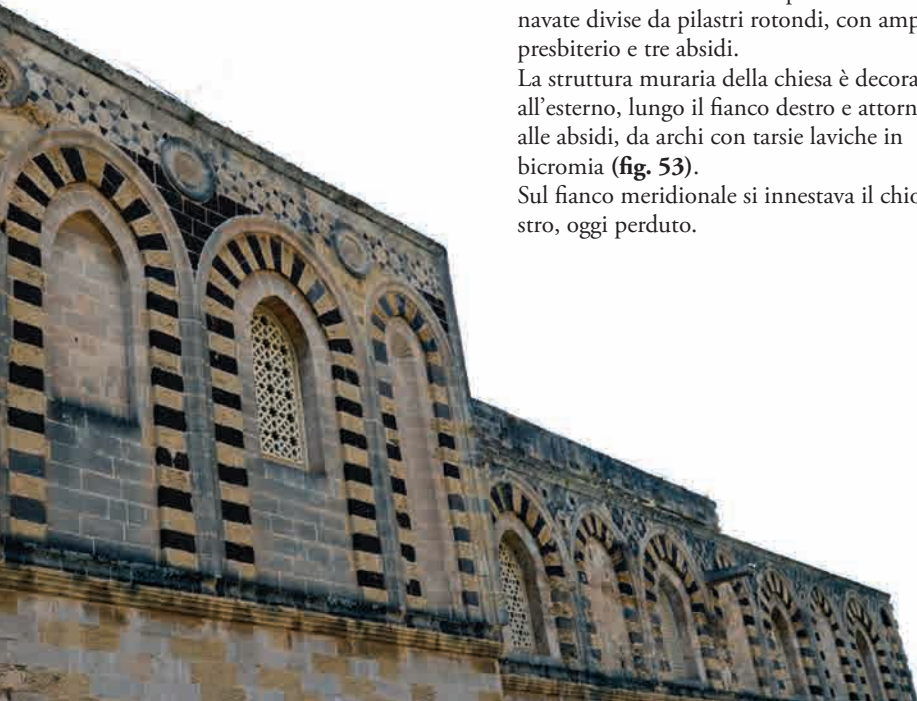 navate divise da pilastri rotondi, con amp
presbiterio e tre absidi.
La struttura muraria della chiesa è decora
all’esterno, lungo il fianco destro e attorn
alle absidi, da archi con tarsie laviche in
bicromia (fig. 53).
Sul fianco meridionale si innestava il chio
stro, oggi perduto.